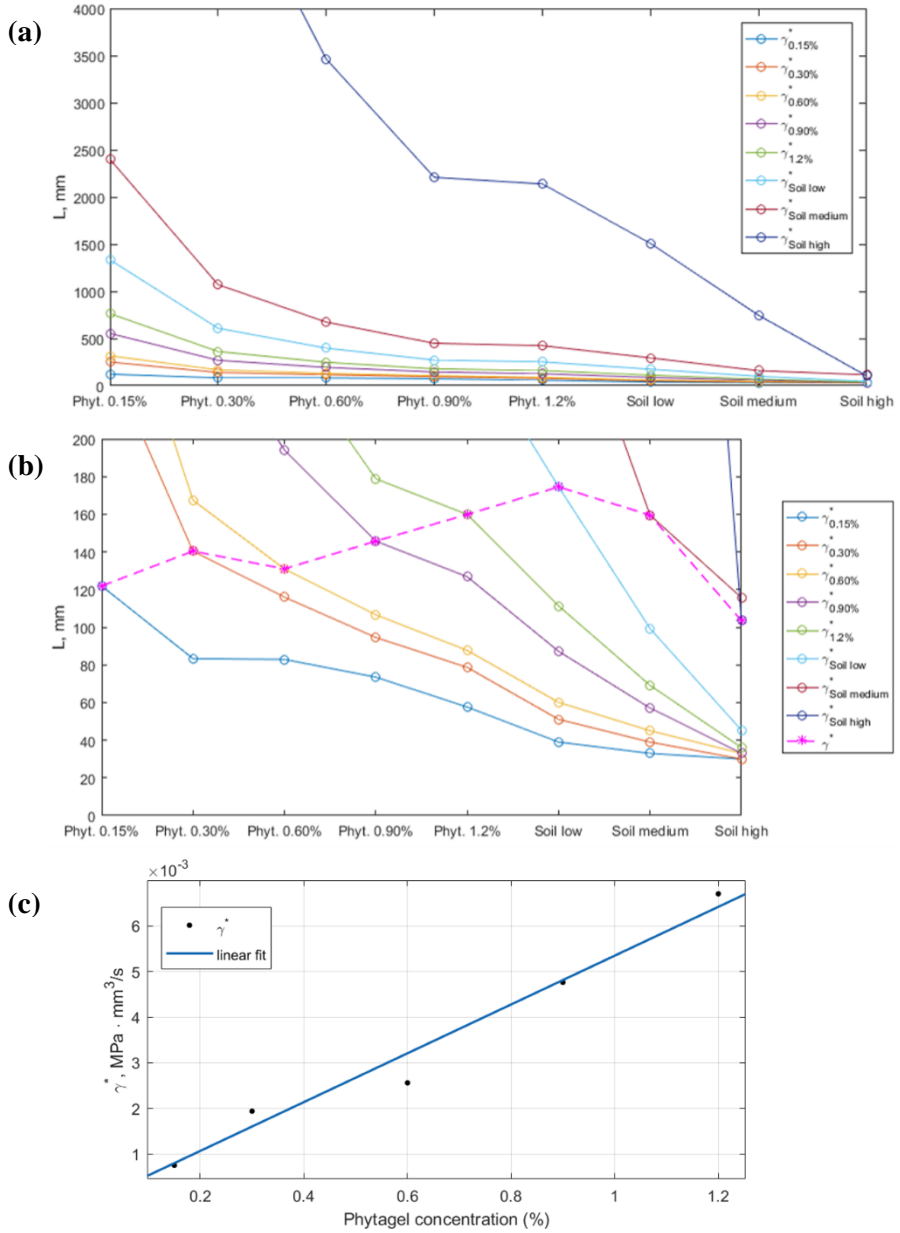 (a)
4000
3500
3000
2500
2000
1500
1000
500
0
L, mm
Phyt. 0.15%
Phyt. 0.30%
Phyt. 0.60%
Phyt. 0.90%
Phyt. 1.2%
Soil low
Soil medium
Soil high
γ*0.15%
γ*0.30%
γ*0.60%
γ*0.90%
γ*1.2%
γ*Soil low
γ*Soil medium
γ*Soil high
(b)
200
180
160
140
120
100
80
60
40
20
0
L, mm
Phyt. 0.15%
Phyt. 0.30%
Phyt. 0.60%
Phyt. 0.90%
Phyt. 1.2%
Soil low
Soil medium
Soil high
γ*0.15%
γ*0.30%
γ*0.60%
γ*0.90%
γ*1.2%
γ*Soil low
γ*Soil medium
γ*Soil high
γ*
(c)
×10⁻³
6
5
4
3
2
1
γ*, MPa · mm³/s
γ*
linear fit
0.2
0.4
0.6
0.8
1
1.2
Phytagel concentration (%)